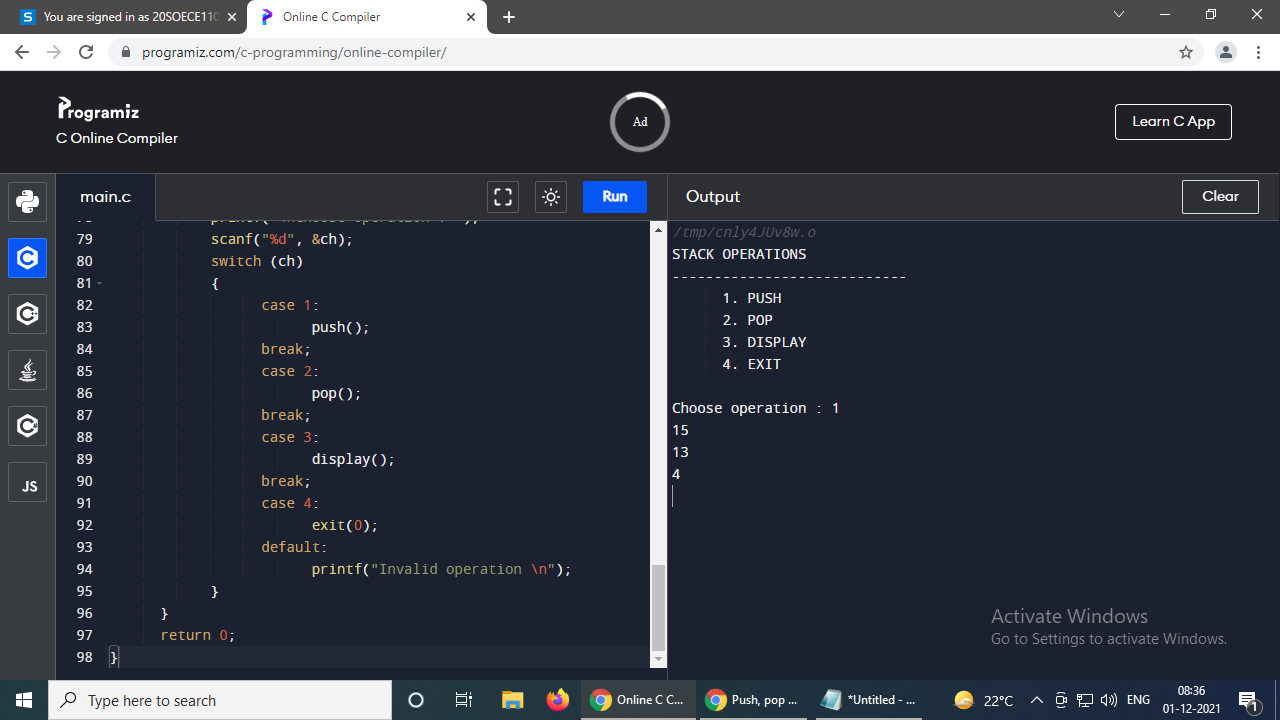 You are signed in as 20SOECE110
Online C Compiler
programiz.com/c-programming/online-compiler/
Programiz
C Online Compiler
Ad
Learn C App
main.c
Run
Output
Clear
79 scanf("%d", &ch);
80 switch (ch)
81 {
82 case 1:
83 push();
84 break;
85 case 2:
86 pop();
87 break;
88 case 3:
89 display();
90 break;
91 case 4:
92 exit(0);
93 default:
94 printf("Invalid operation \n");
95 }
96 }
97 return 0;
98 }
JS
/tmp/cnly4JUv8w.o
STACK OPERATIONS
----------------------------
1. PUSH
2. POP
3. DISPLAY
4. EXIT
Choose operation : 1
15
13
4
Activate Windows
Go to Settings to activate Windows.
Type here to search
Online C C...
Push, pop ...
*Untitled - ...
22°C
ENG
08:36
01-12-2021
1